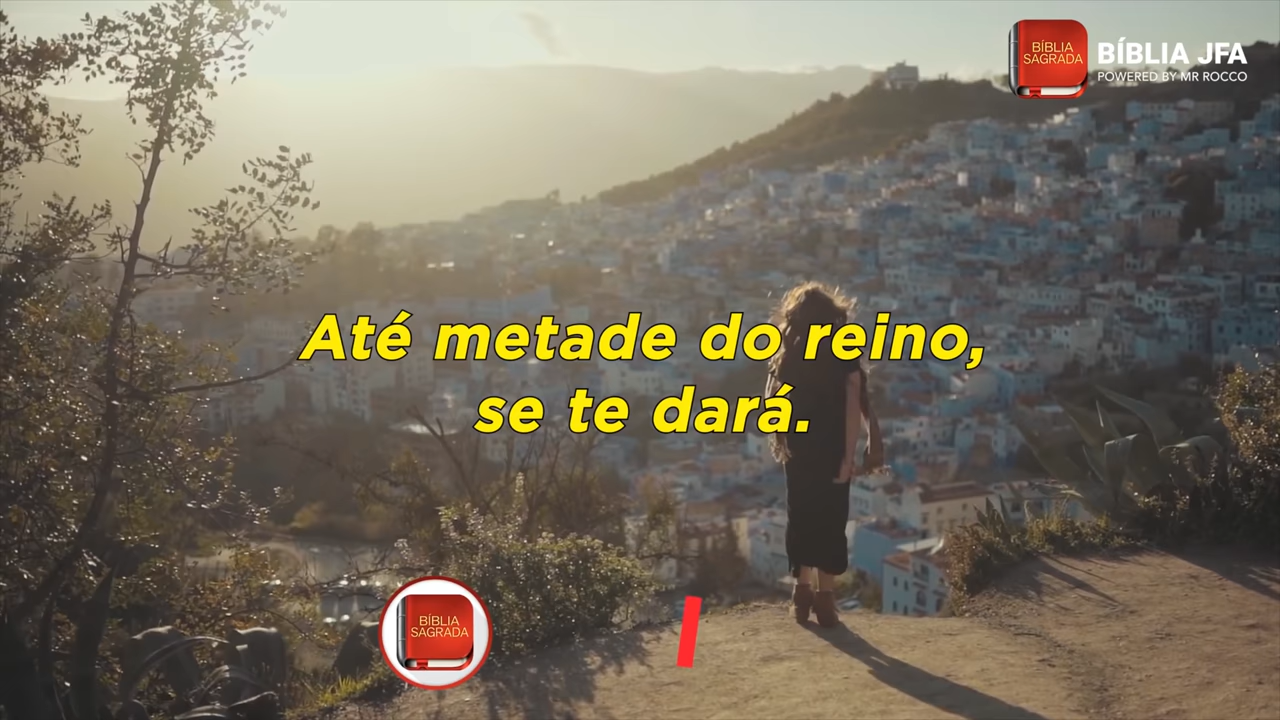 BÍBLIA
SAGRADA
BÍBLIA JFA
POWERED BY MR ROCCO
Até metade do reino,
se te dará.
BÍBLIA
SAGRADA